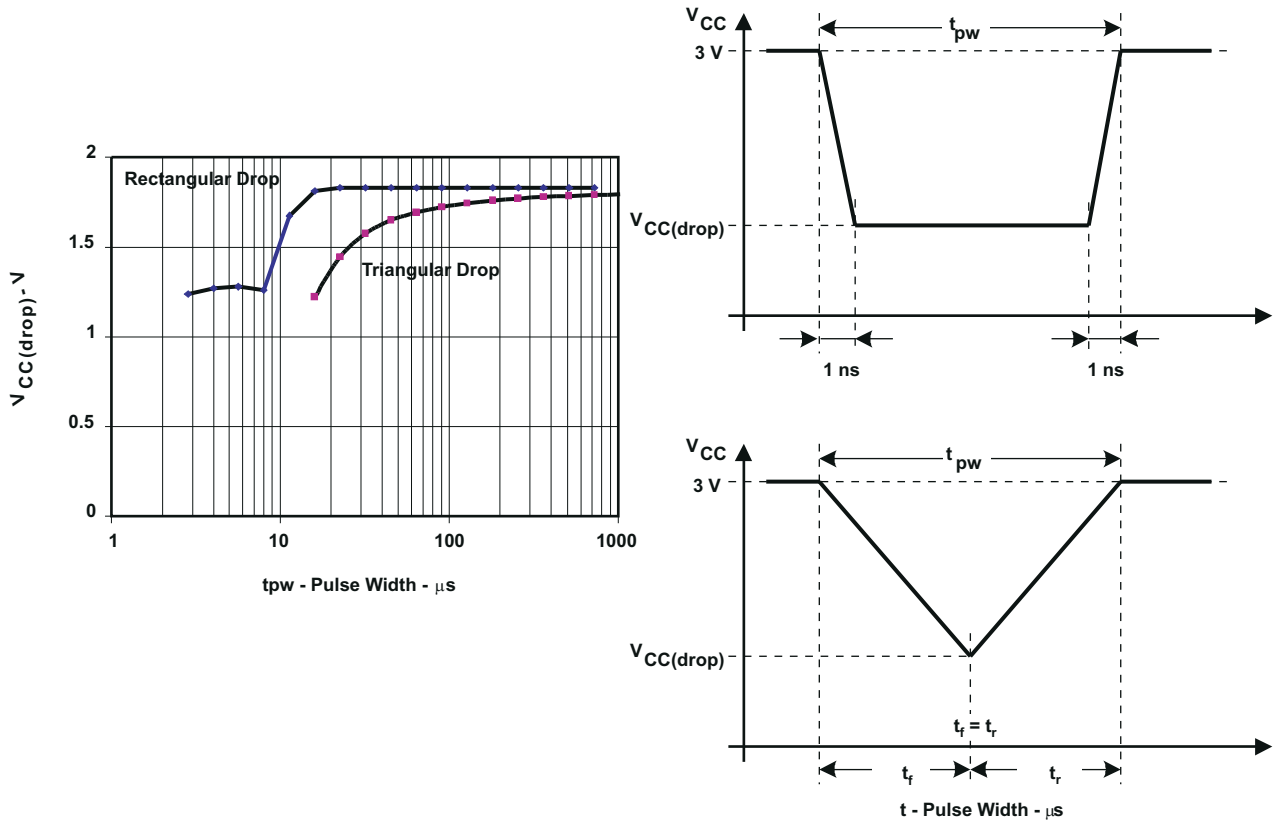 2
1.5
1
0.5
0
VCC(drop) - V
Rectangular Drop
Triangular Drop
1 10 100 1000
tpw - Pulse Width - μs
VCC
3 V
tpw
VCC(drop)
1 ns 1 ns
VCC
3 V
tpw
VCC(drop)
tf = tr
tf tr
t - Pulse Width - μs